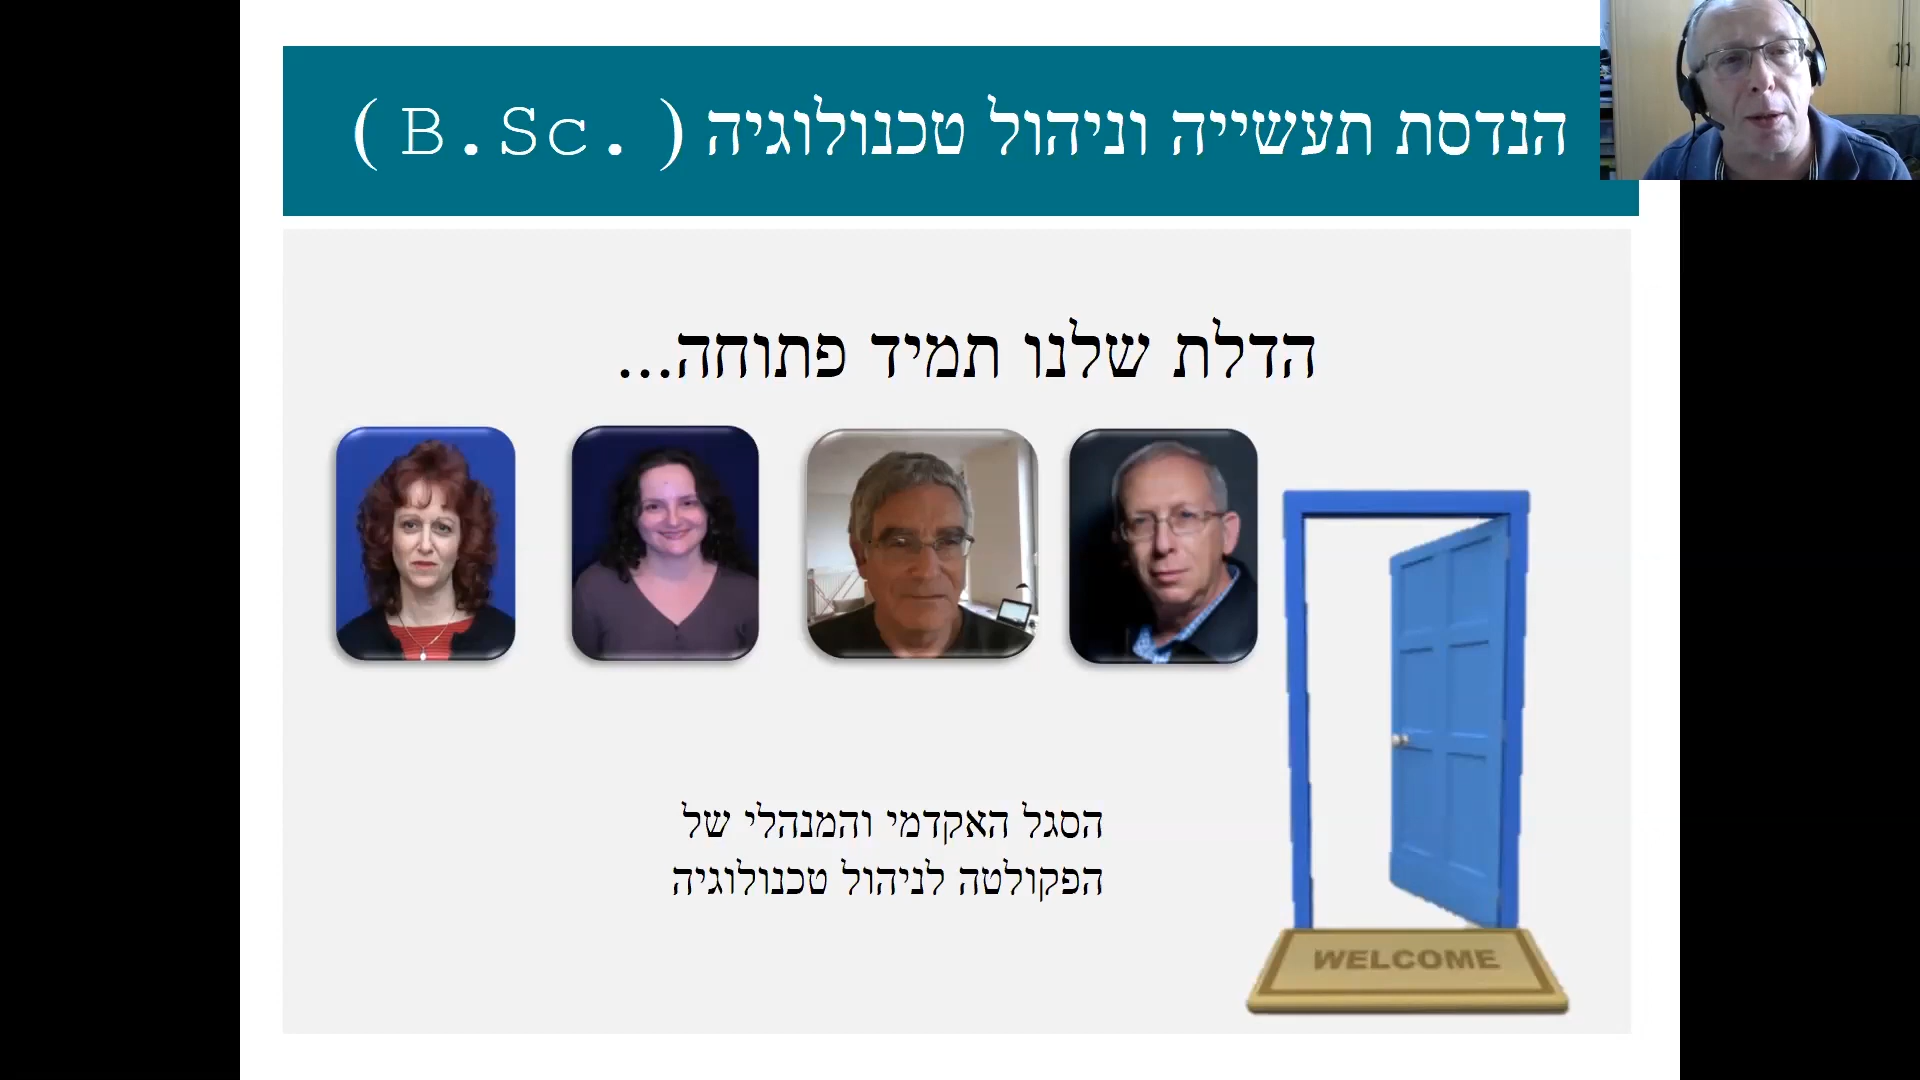 הנדסת תעשייה וניהול טכנולוגיה (B.Sc.)
הדלת שלנו תמיד פתוחה...
הסגל האקדמי והמנהלי של
הפקולטה לניהול טכנולוגיה
WELCOME